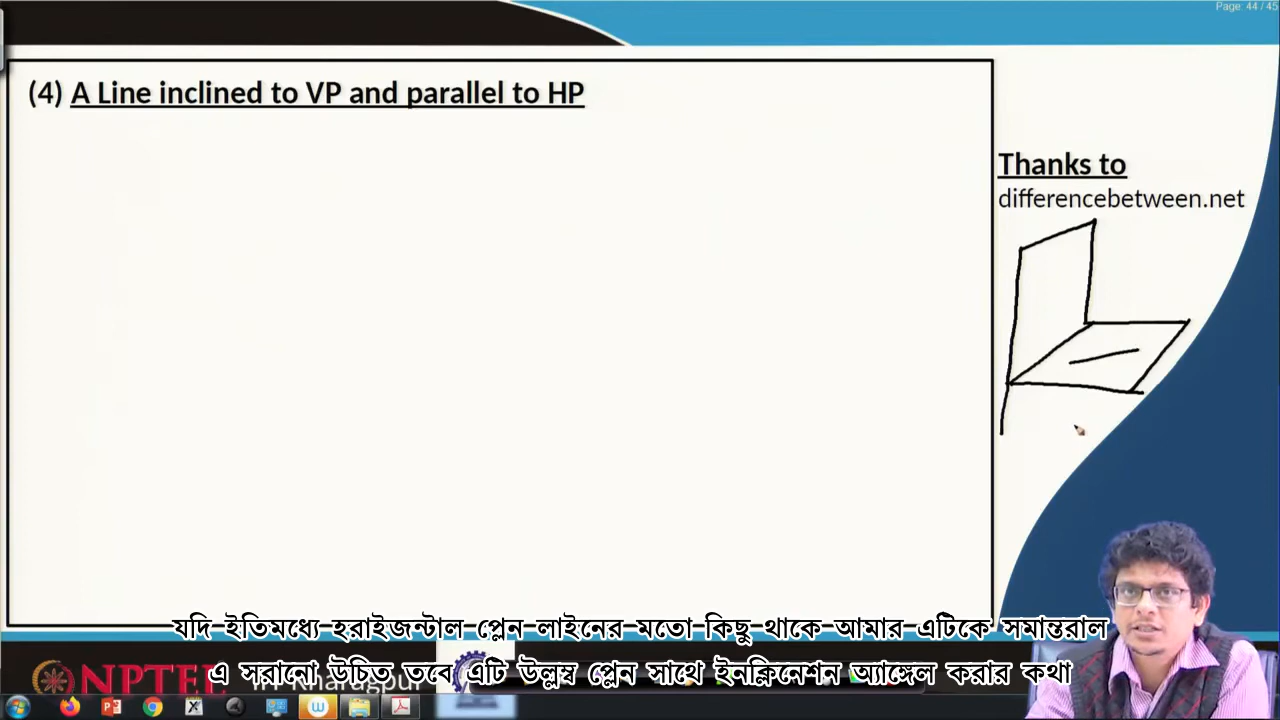 Page: 44 / 45
(4) A Line inclined to VP and parallel to HP
Thanks to
differencebetween.net
যদি ইতিমধ্যে হরাইজন্টাল প্লেন লাইনের মতো কিছু থাকে আমার এটিকে সমান্তরাল
এ সরানো উচিত তবে এটি উল্লম্ব প্লেন সাথে ইনক্লিনেশন অ্যাঙ্গেল করার কথা
NPTEL